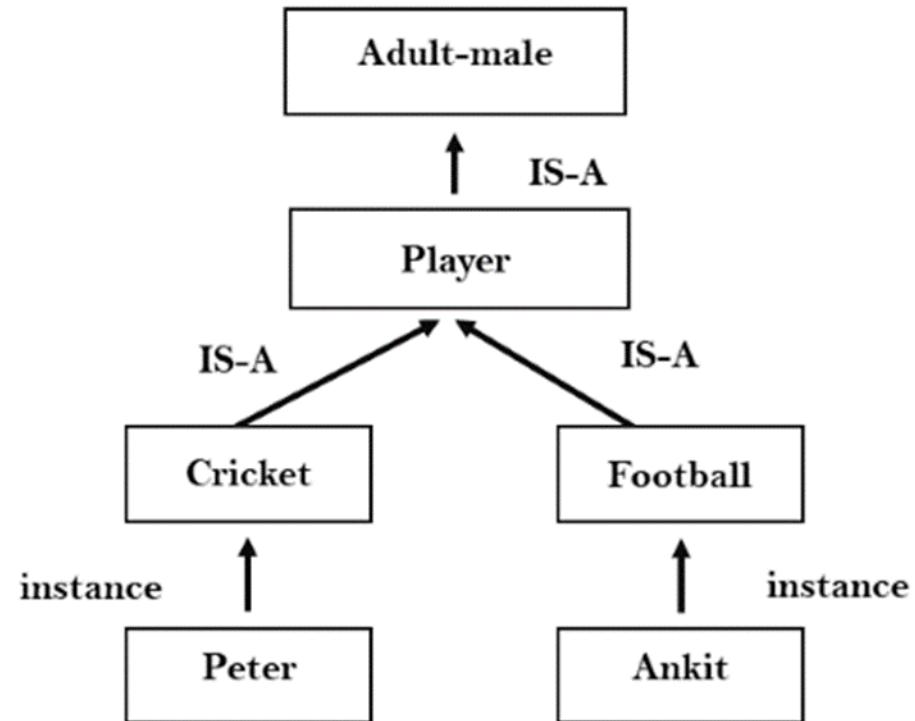 Adult-male
IS-A
Player
IS-A
IS-A
Cricket
Football
instance
instance
Peter
Ankit